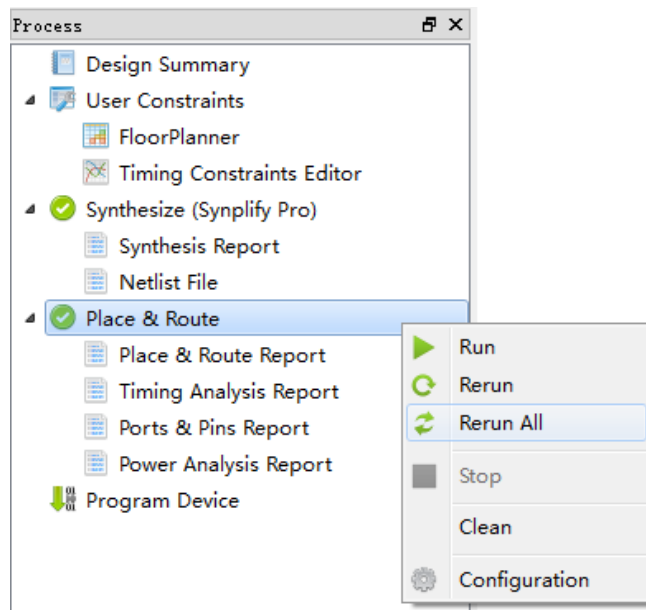 Process
Design Summary
User Constraints
FloorPlanner
Timing Constraints Editor
Synthesize (Synplify Pro)
Synthesis Report
Netlist File
Place & Route
Place & Route Report
Timing Analysis Report
Ports & Pins Report
Power Analysis Report
Program Device
Run
Rerun
Rerun All
Stop
Clean
Configuration